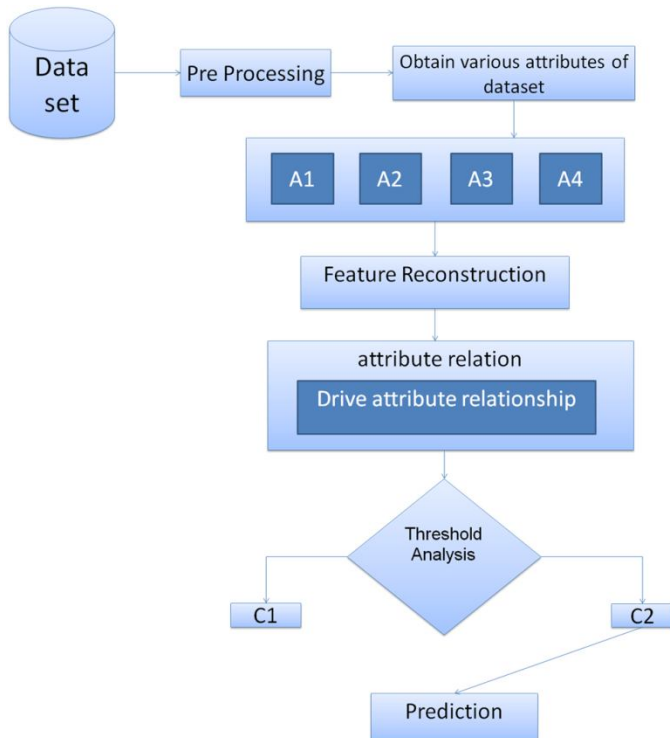 Data
set
Pre Processing
Obtain various attributes of
dataset
A1 A2 A3 A4
Feature Reconstruction
attribute relation
Drive attribute relationship
Threshold
Analysis
C1
C2
Prediction